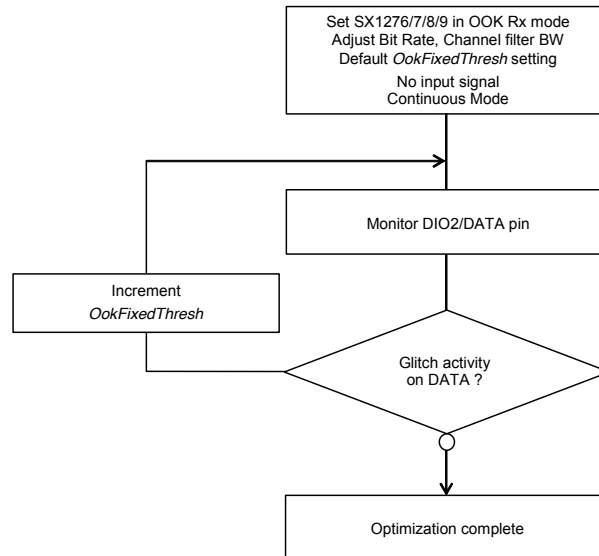 Set SX1276/7/8/9 in OOK Rx mode
Adjust Bit Rate, Channel filter BW
Default OokFixedThresh setting
No input signal
Continuous Mode
Monitor DIO2/DATA pin
Increment
OokFixedThresh
Glitch activity
on DATA ?
Optimization complete